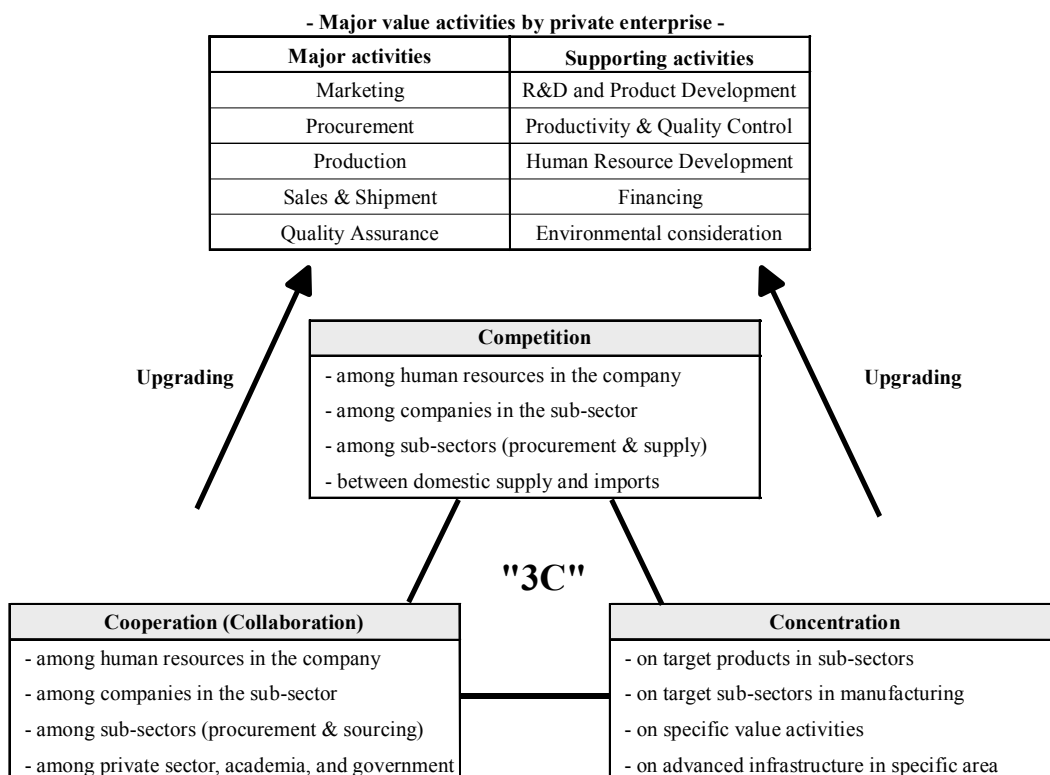 - Major value activities by private enterprise -
Major activities Supporting activities
Marketing R&D and Product Development
Procurement Productivity & Quality Control
Production Human Resource Development
Sales & Shipment Financing
Quality Assurance Environmental consideration
Competition
- among human resources in the company
- among companies in the sub-sector
- among sub-sectors (procurement & supply)
- between domestic supply and imports
Upgrading
Upgrading
"3C"
Cooperation (Collaboration)
- among human resources in the company
- among companies in the sub-sector
- among sub-sectors (procurement & sourcing)
- among private sector, academia, and government
Concentration
- on target products in sub-sectors
- on target sub-sectors in manufacturing
- on specific value activities
- on advanced infrastructure in specific area